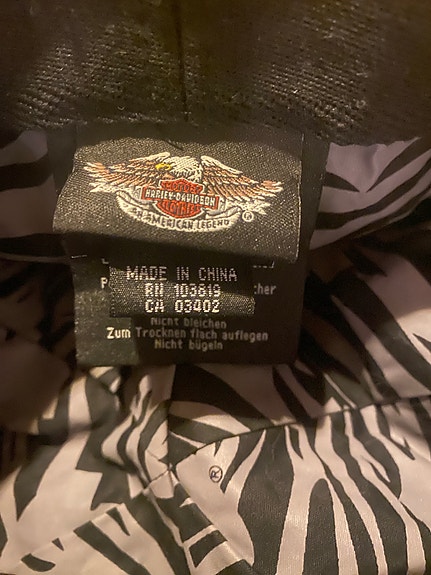 MOTOR
HARLEY-DAVIDSON
CLOTHES
AN AMERICAN LEGEND
®
MADE IN CHINA
RN 103819
CA 03402
Nicht bleichen
Zum Trocknen flach auflegen
Nicht bügeln
®